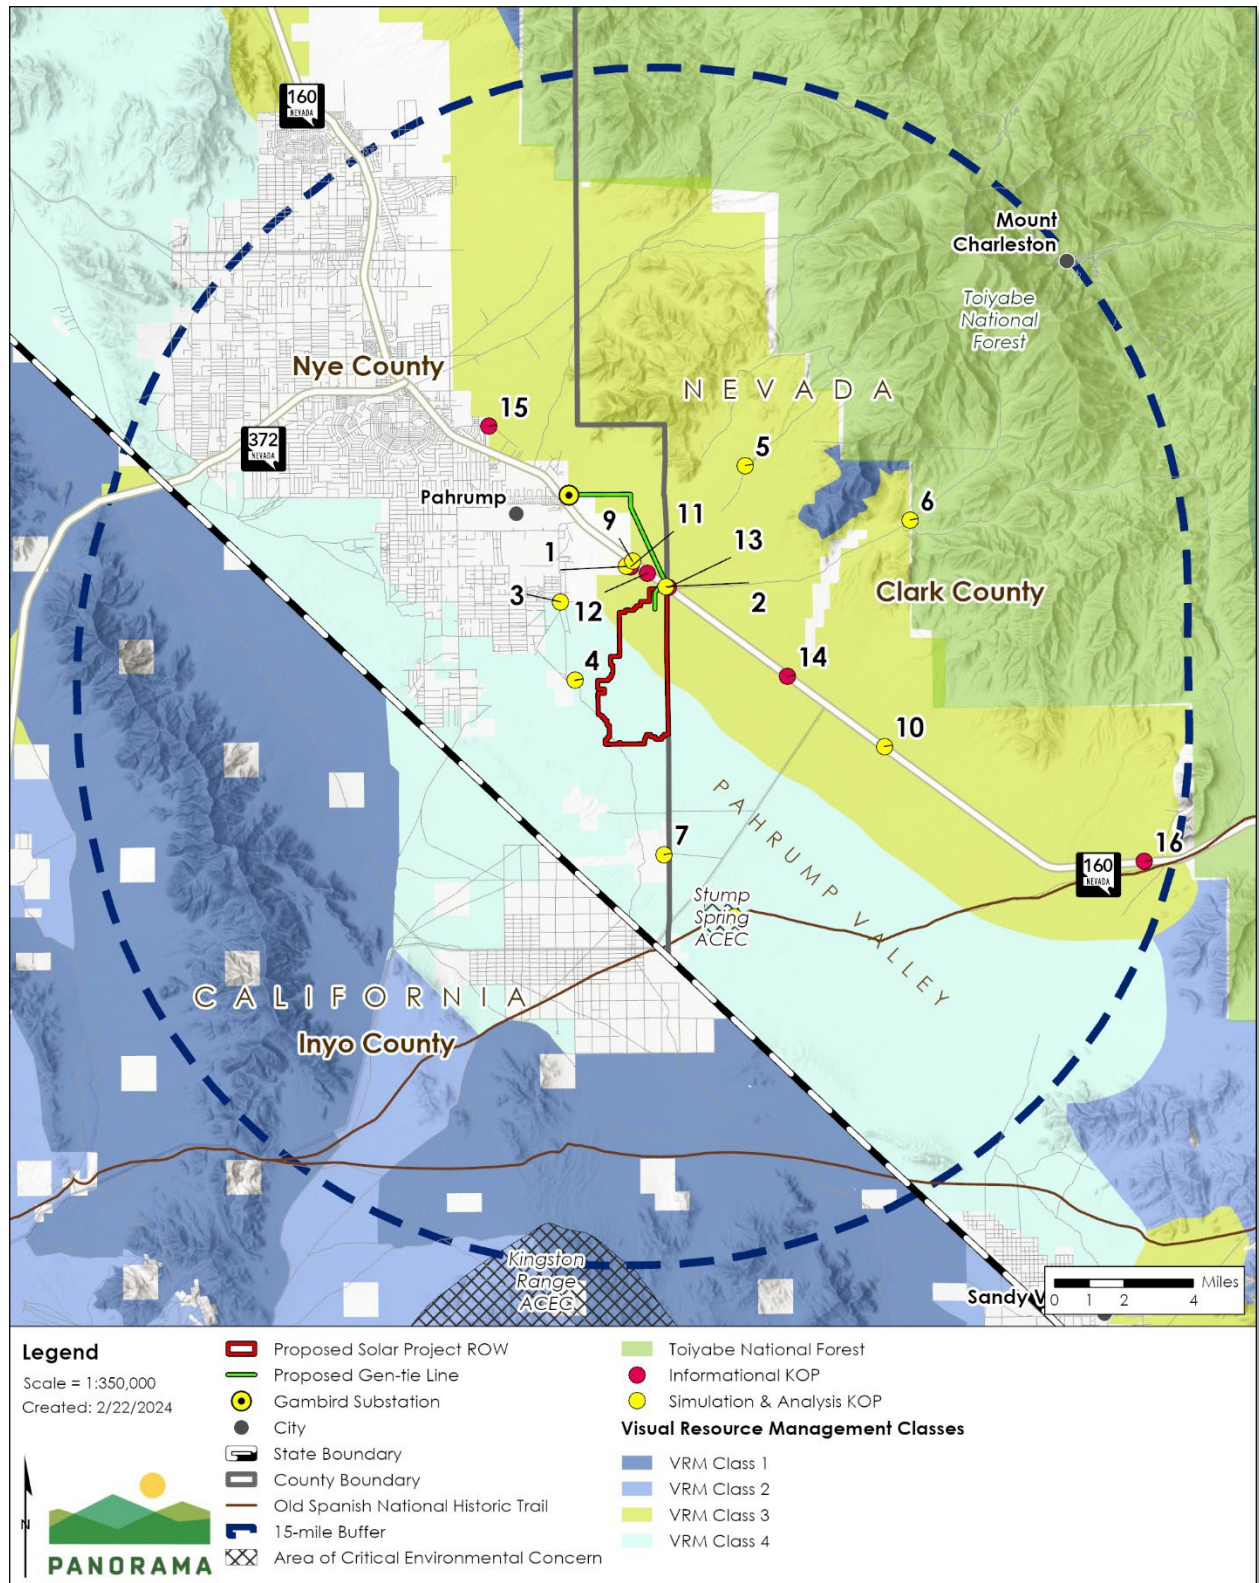 160
NEVADA
Mount
Charleston
Toiyabe
National
Forest
Nye County
NEVADA
15
372
NEVADA
5
Pahrump
6
9
11
1
13
3
12
2
Clark County
4
14
10
PAHRUMP VALLEY
7
16
160
NEVADA
Stump
Spring
ACEC
CALIFORNIA
Inyo County
Kingston
Range
ACEC
Sandy V
Miles
0 1 2 4
Legend
Scale = 1:350,000
Created: 2/22/2024
N
PANORAMA
Proposed Solar Project ROW
Proposed Gen-tie Line
Gambird Substation
City
State Boundary
County Boundary
Old Spanish National Historic Trail
15-mile Buffer
Area of Critical Environmental Concern
Toiyabe National Forest
Informational KOP
Simulation & Analysis KOP
Visual Resource Management Classes
VRM Class 1
VRM Class 2
VRM Class 3
VRM Class 4